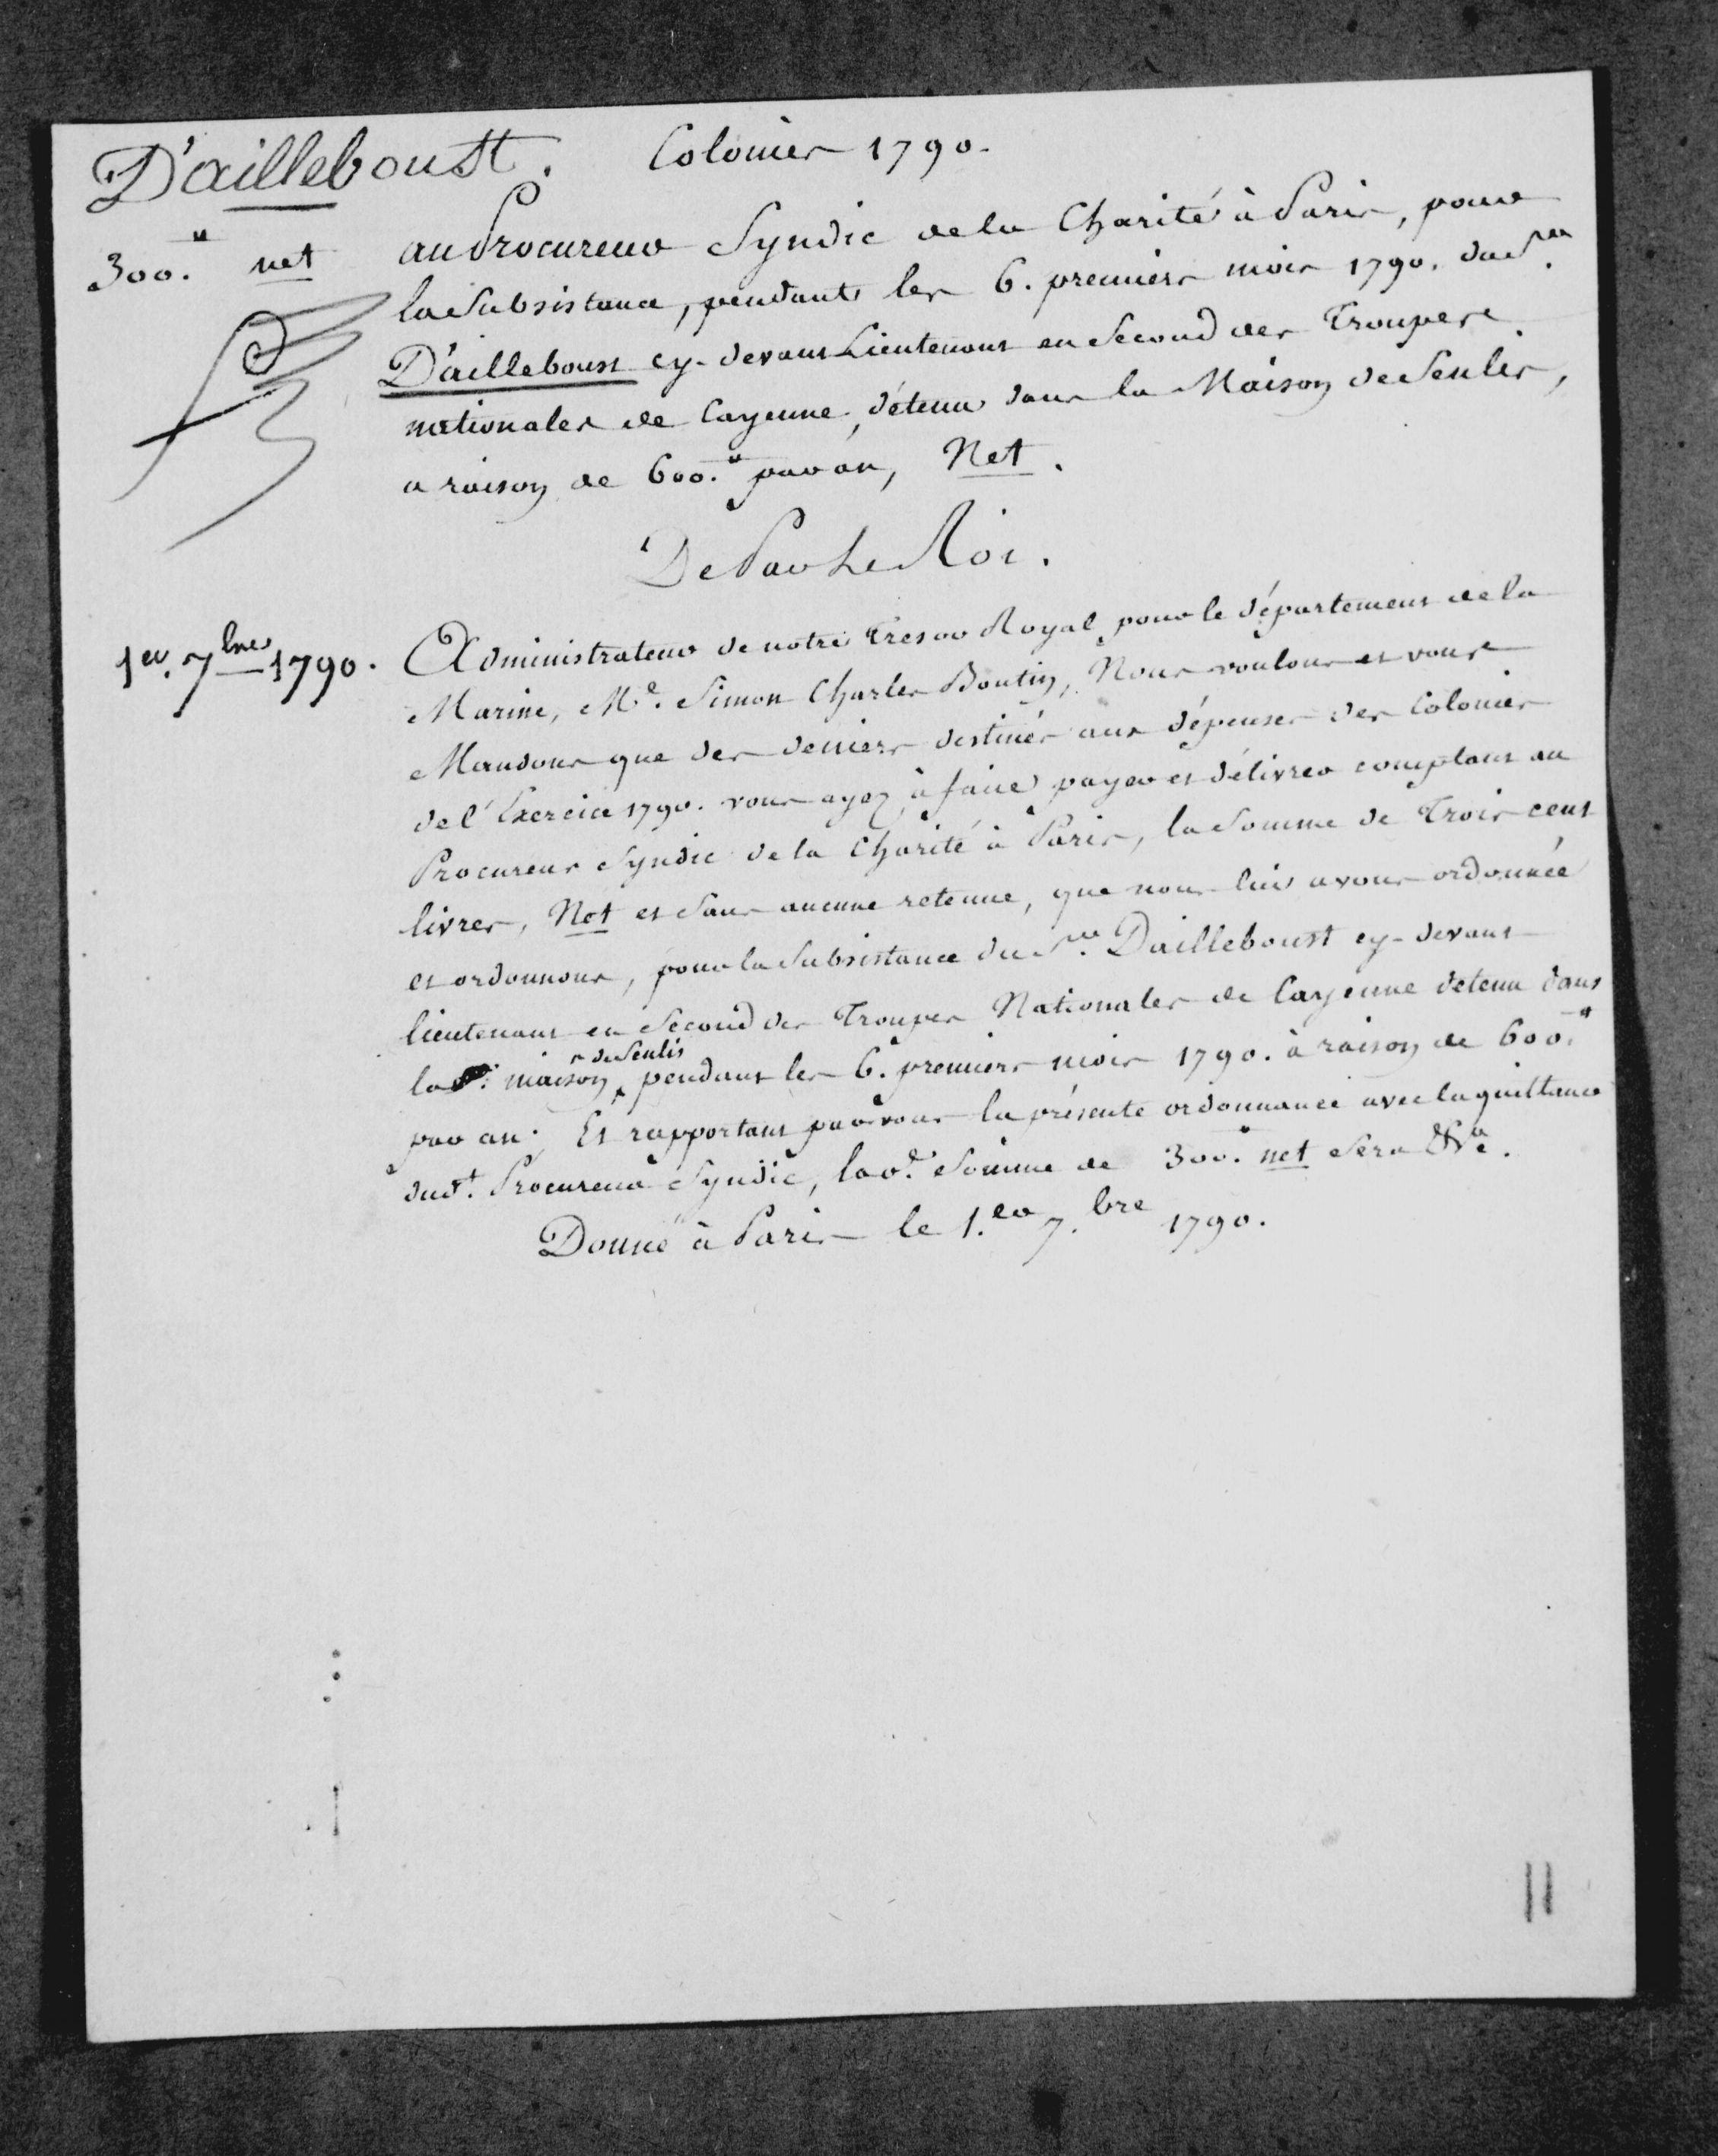 D'ailleboust. Colonies 1790.
300.ᵗᵗ net
au Procureur Syndic de la Charité à Paris, pour
la Subsistance, pendant les 6. premiers mois 1790. du S.ʳ
D'ailleboust cy-devant Lieutenant en Second des Troupes
nationales de Cayenne, détenu dans la Maison de Senlis,
a raison de 600.ᵗᵗ par an, Net.
De Par Le Roi.
1er. 7bre 1790.
Administrateur de notre Tresor Royal pour le département de la
Marine, Me. Simon Charles Boutin, Nous voulons et vous
Mandons que des deniers destinés aux dépenses des Colonies
de l'Exercice 1790. vous ayez à faire payer et délivrer comptant au
Procureur Syndic de la Charité à Paris, la Somme de Trois cent
livres, Net et Sans aucune retenue, que nous lui avons ordonnée
et ordonnons, pour la Subsistance du S.ʳ Dailleboust cy-devant
lieutenant en Second des Troupes Nationales de Cayenne detenu dans
la maison de Senlis pendant les 6. premiers mois 1790. à raison de 600.ᵗᵗ
par an. Et rapportant par vous la présente ordonnance avec la quittance
dud.t Procureur Syndic, lad.e Somme de 300.ᵗᵗ net Sera &ca.
Donné à Paris le 1.er 7.bre 1790.
11